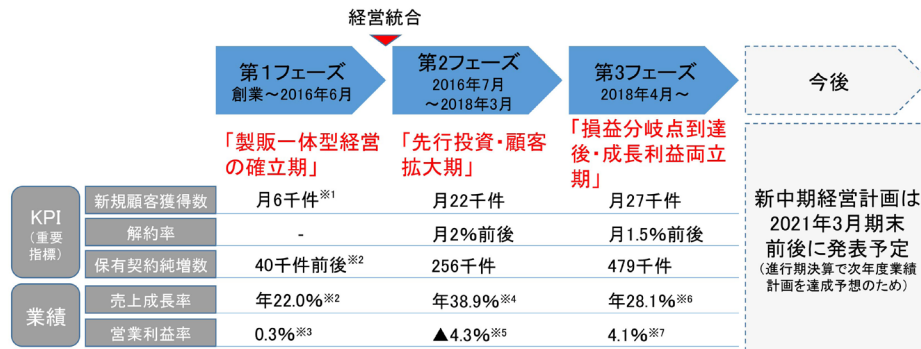 経営統合
第1フェーズ
創業～2016年6月
第2フェーズ
2016年7月
～2018年3月
第3フェーズ
2018年4月～
今後
「製販一体型経営
の確立期」
「先行投資・顧客
拡大期」
「損益分岐点到達
後・成長利益両立
期」
KPI
（重要
指標）
新規顧客獲得数
月6千件※1
月22千件
月27千件
解約率
-
月2%前後
月1.5%前後
保有契約純増数
40千件前後※2
256千件
479千件
業績
売上成長率
年22.0%※2
年38.9%※4
年28.1%※6
営業利益率
0.3%※3
▲4.3%※5
4.1%※7
新中期経営計画は
2021年3月期末
前後に発表予定
（進行期決算で次年度業績
計画を達成予想のため）